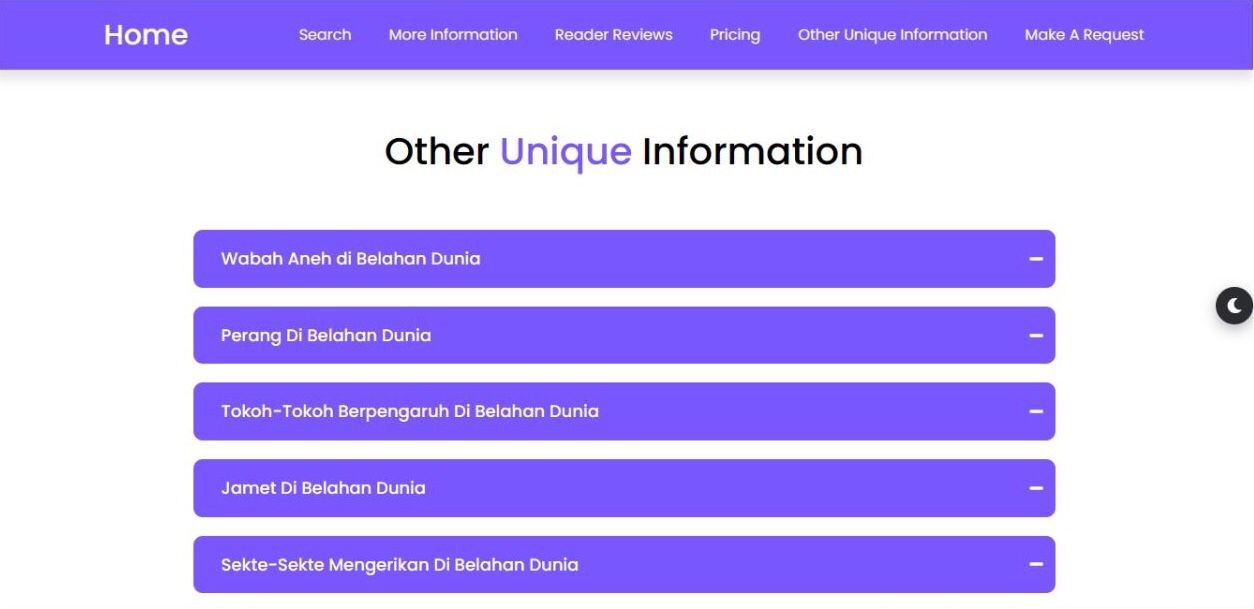 Home Search More Information Reader Reviews Pricing Other Unique Information Make A Request
Other Unique Information
Wabah Aneh di Belahan Dunia
Perang Di Belahan Dunia
Tokoh-Tokoh Berpengaruh Di Belahan Dunia
Jamet Di Belahan Dunia
Sekte-Sekte Mengerikan Di Belahan Dunia